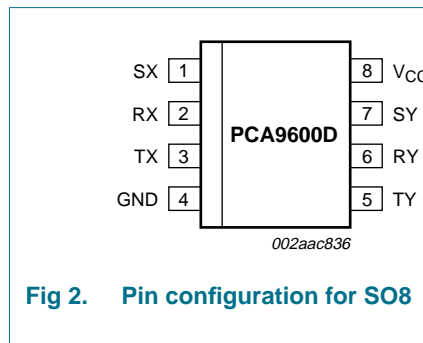 SX 1
RX 2
TX 3
GND 4
PCA9600D
8 VCC
7 SY
6 RY
5 TY
002aac836
Fig 2. Pin configuration for SO8